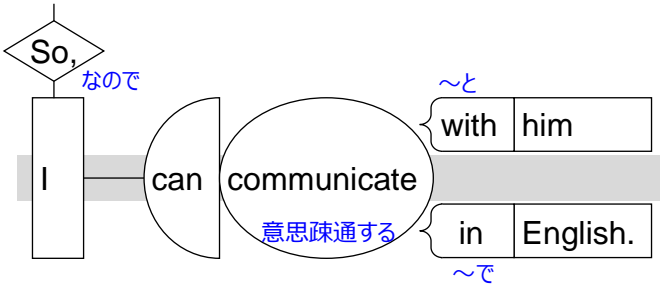 So,
なので
～と
with him
I can communicate
意思疎通する
in English.
～で